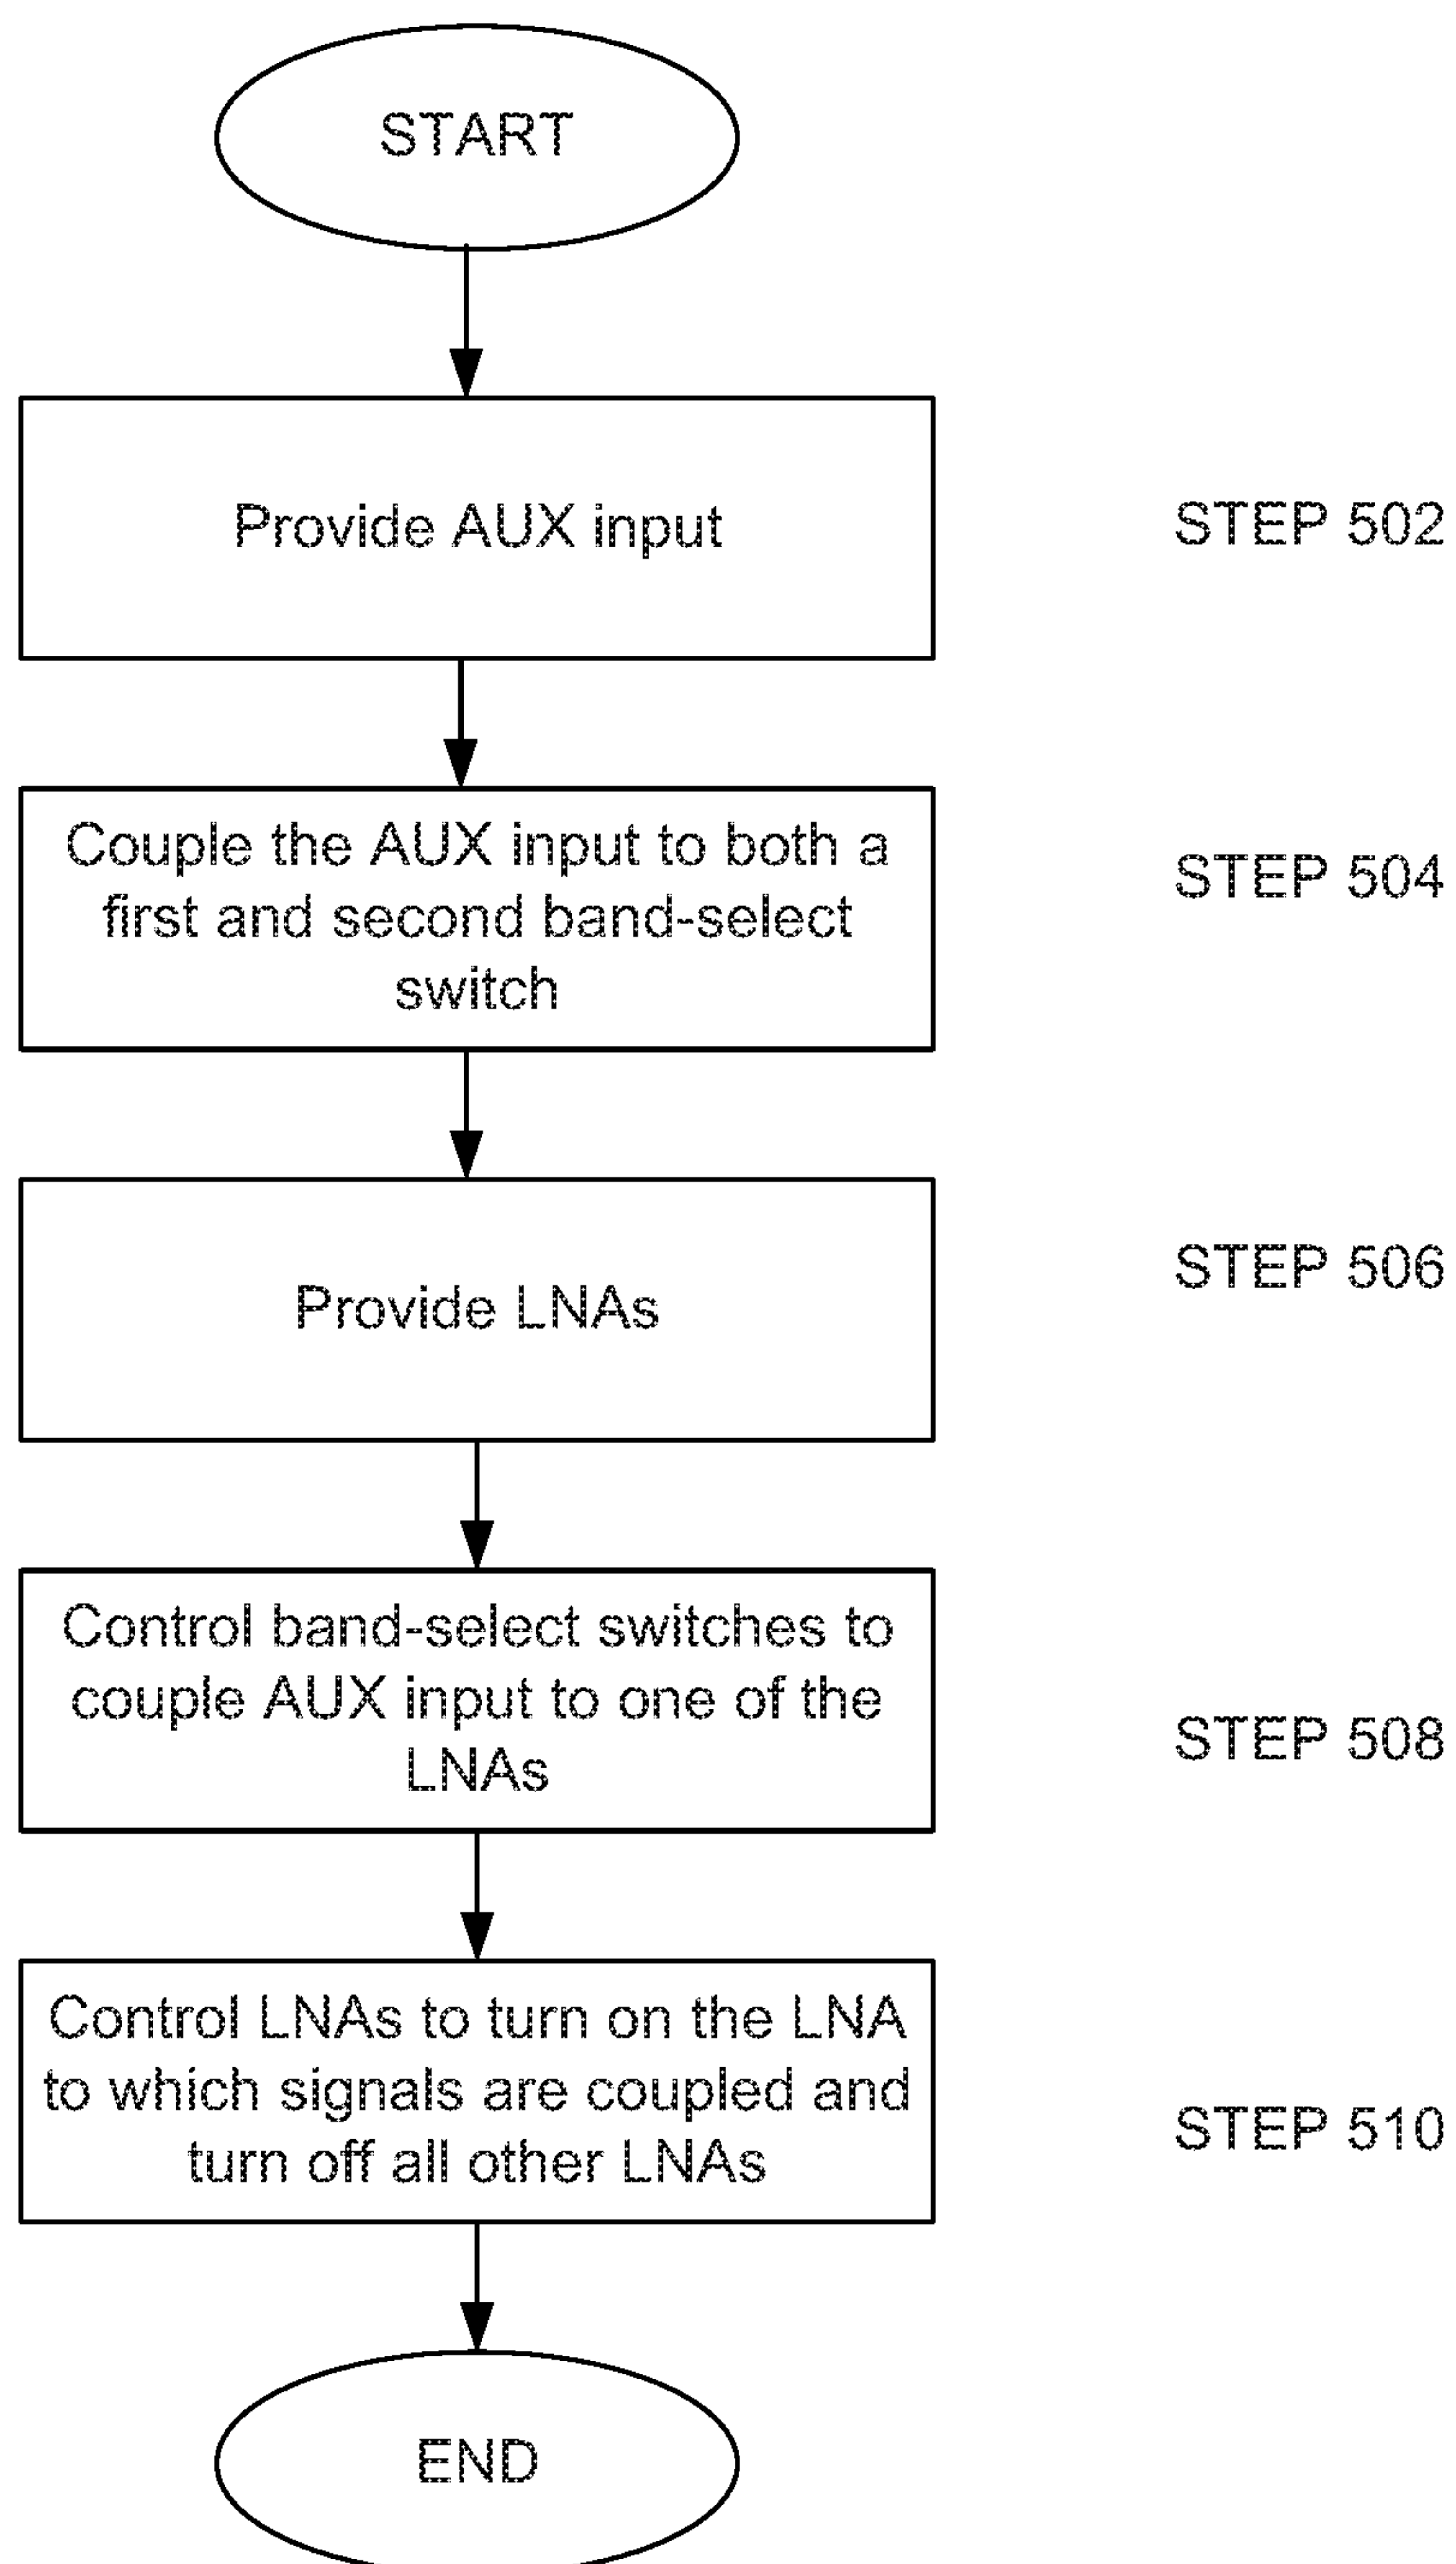 START
Provide AUX input
STEP 502
Couple the AUX input to both a
first and second band-select
switch
STEP 504
Provide LNAs
STEP 506
Control band-select switches to
couple AUX input to one of the
LNAs
STEP 508
Control LNAs to turn on the LNA
to which signals are coupled and
turn off all other LNAs
STEP 510
END